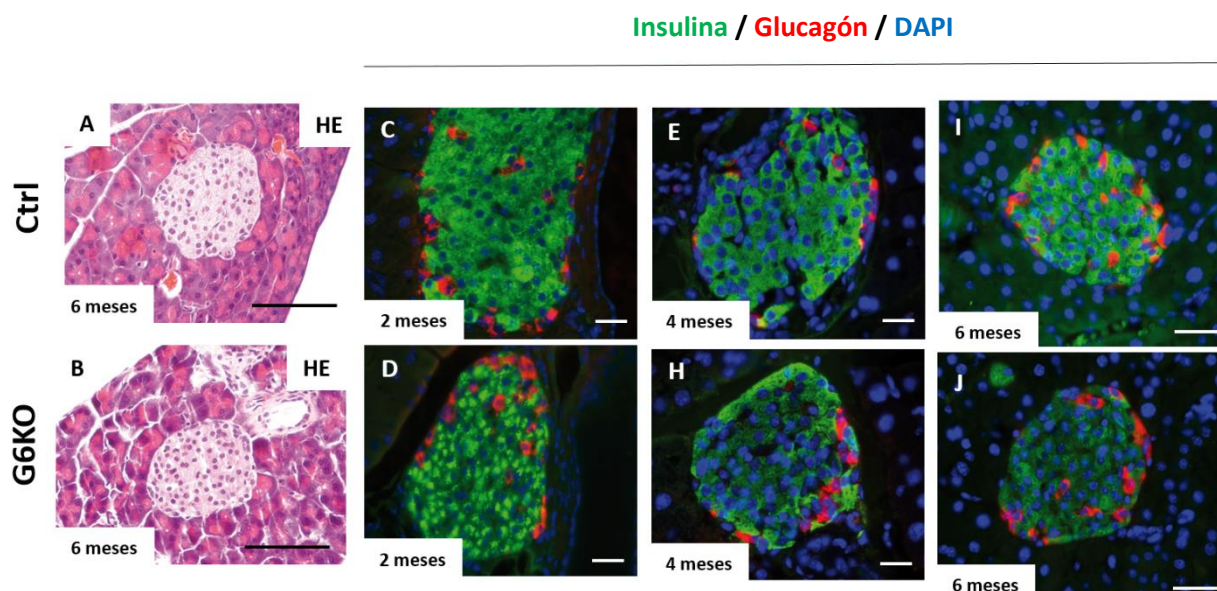 Insulina / Glucagón / DAPI
Ctrl
A
HE
6 meses
C
2 meses
E
4 meses
I
6 meses
G6KO
B
HE
6 meses
D
2 meses
H
4 meses
J
6 meses